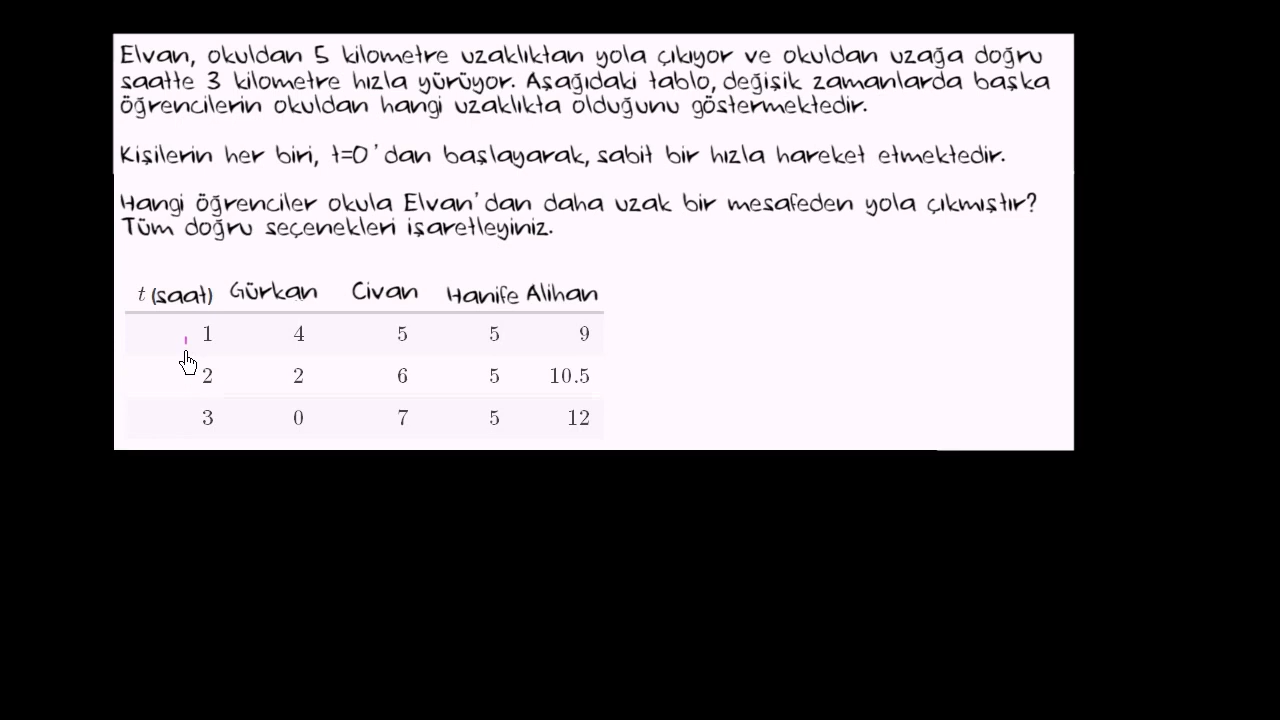 Elvan, okuldan 5 kilometre uzaklıktan yola çıkıyor ve okuldan uzağa doğru
saatte 3 kilometre hızla yürüyor. Aşağıdaki tablo, değişik zamanlarda başka
öğrencilerin okuldan hangi uzaklıkta olduğunu göstermektedir.
Kişilerin her biri, t=0'dan başlayarak, sabit bir hızla hareket etmektedir.
Hangi öğrenciler okula Elvan'dan daha uzak bir mesafeden yola çıkmıştır?
Tüm doğru seçenekleri işaretleyiniz.
t (saat) Gürkan Civan Hanife Alihan
1 4 5 5 9
2 2 6 5 10.5
3 0 7 5 12